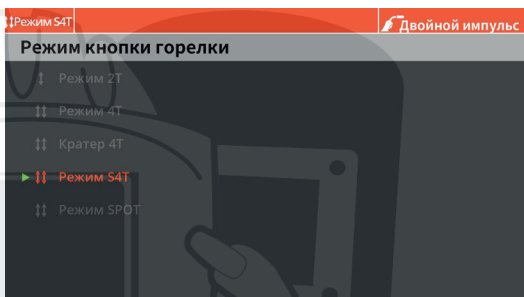 Режим S4T
Двойной импульс
Режим кнопки горелки
Режим 2T
Режим 4T
Кратер 4T
Режим S4T
Режим SPOT